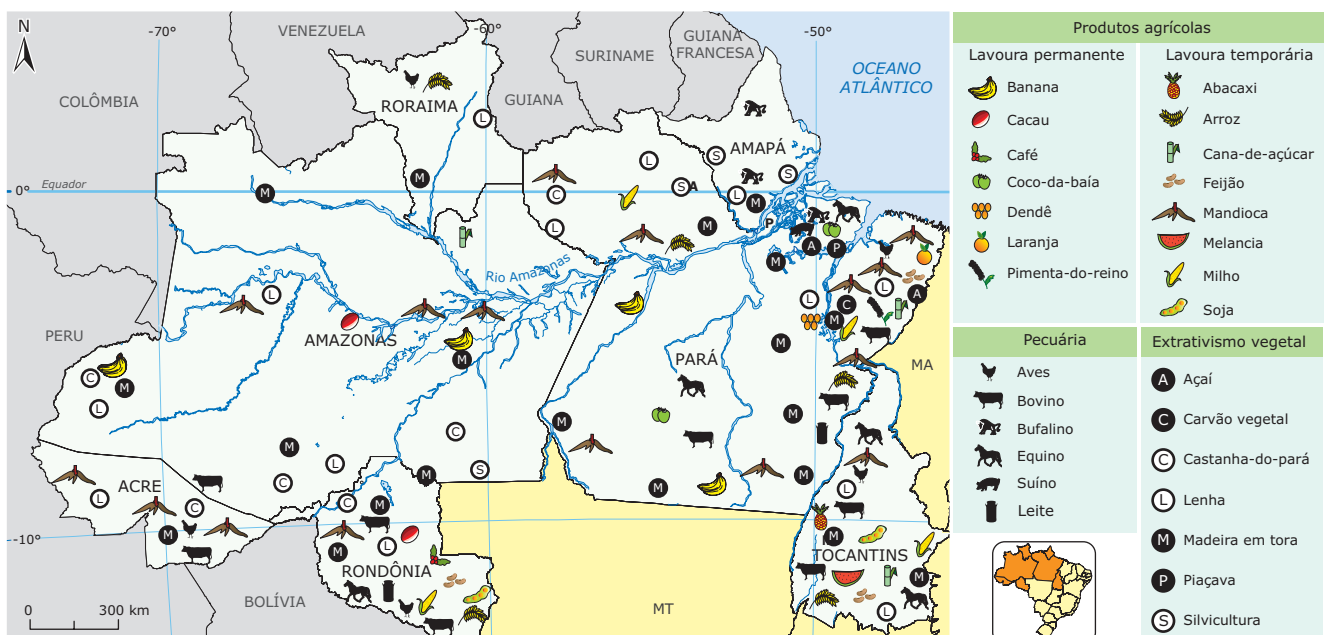 N
-70°
-60°
-50°
VENEZUELA
SURINAME
GUIANA
FRANCESA
GUIANA
COLÔMBIA
OCEANO
ATLÂNTICO
RORAIMA
AMAPÁ
L
M
L
S
S
S
A
L
C
L
M
M
M
P
A
P
M
Equador
0°
Rio Amazonas
L
L
L
A
C
M
M
PERU
AMAZONAS
PARÁ
MA
M
C
M
L
M
M
C
M
L
C
S
M
M
M
L
ACRE
L
C
C
M
M
-10°
M
M
L
M
TOCANTINS
M
RONDÔNIA
L
BOLÍVIA
MT
0 300 km
Produtos agrícolas
Lavoura permanente
Banana
Cacau
Café
Coco-da-baía
Dendê
Laranja
Pimenta-do-reino
Lavoura temporária
Abacaxi
Arroz
Cana-de-açúcar
Feijão
Mandioca
Melancia
Milho
Soja
Pecuária
Aves
Bovino
Bufalino
Equino
Suíno
Leite
Extrativismo vegetal
A Açaí
C Carvão vegetal
C Castanha-do-pará
L Lenha
M Madeira em tora
P Piaçava
S Silvicultura